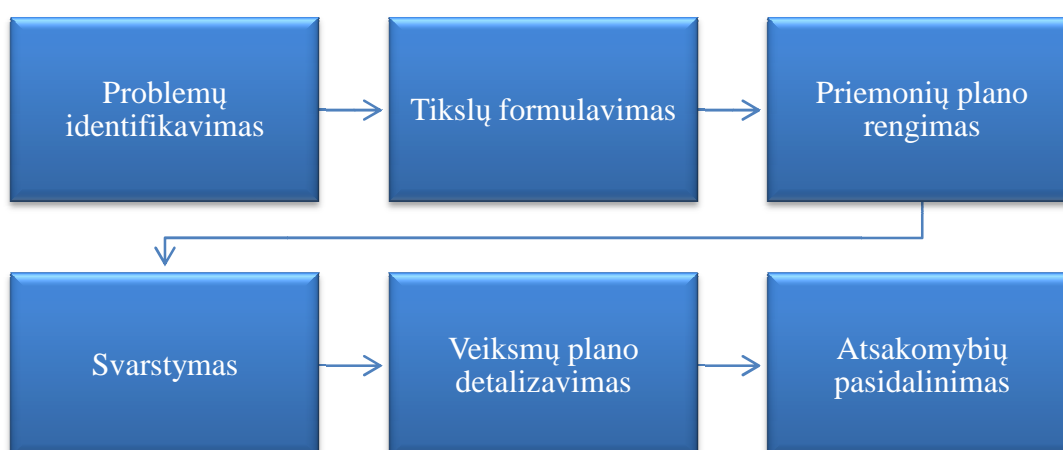 Problemų
identifikavimas
Tikslų formulavimas
Priemonių plano
rengimas
Svarstymas
Veiksmų plano
detalizavimas
Atsakomybių
pasidalinimas